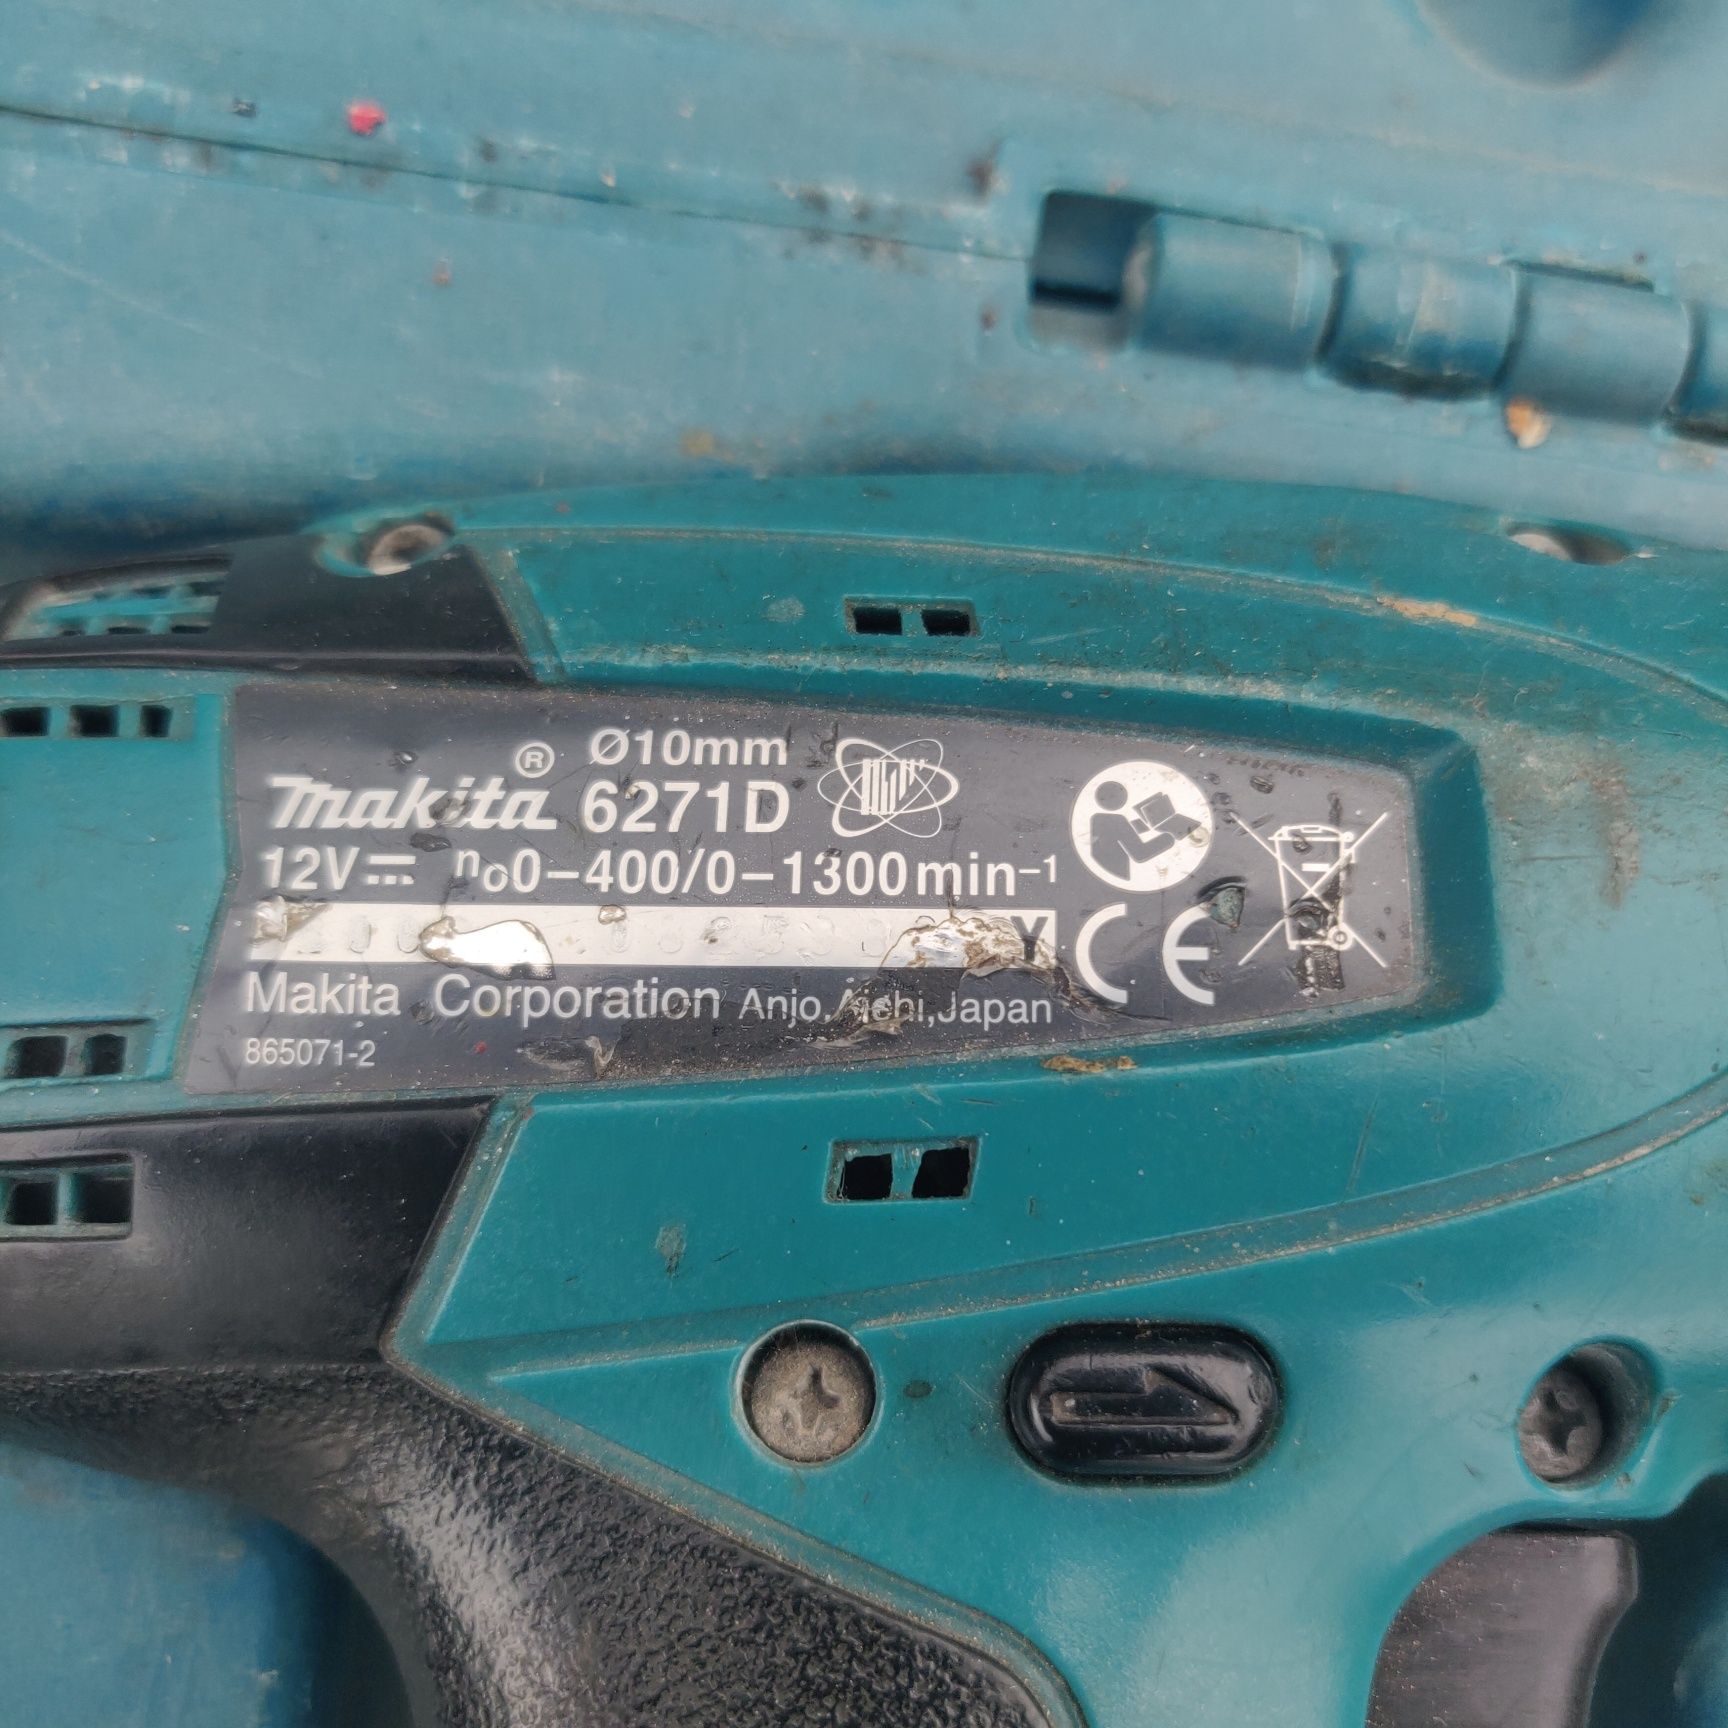 Ø10mm
makita® 6271D
12V⎓ n₀0–400/0–1300min⁻¹
Y
Makita Corporation Anjo, Aichi, Japan
865071-2
CE